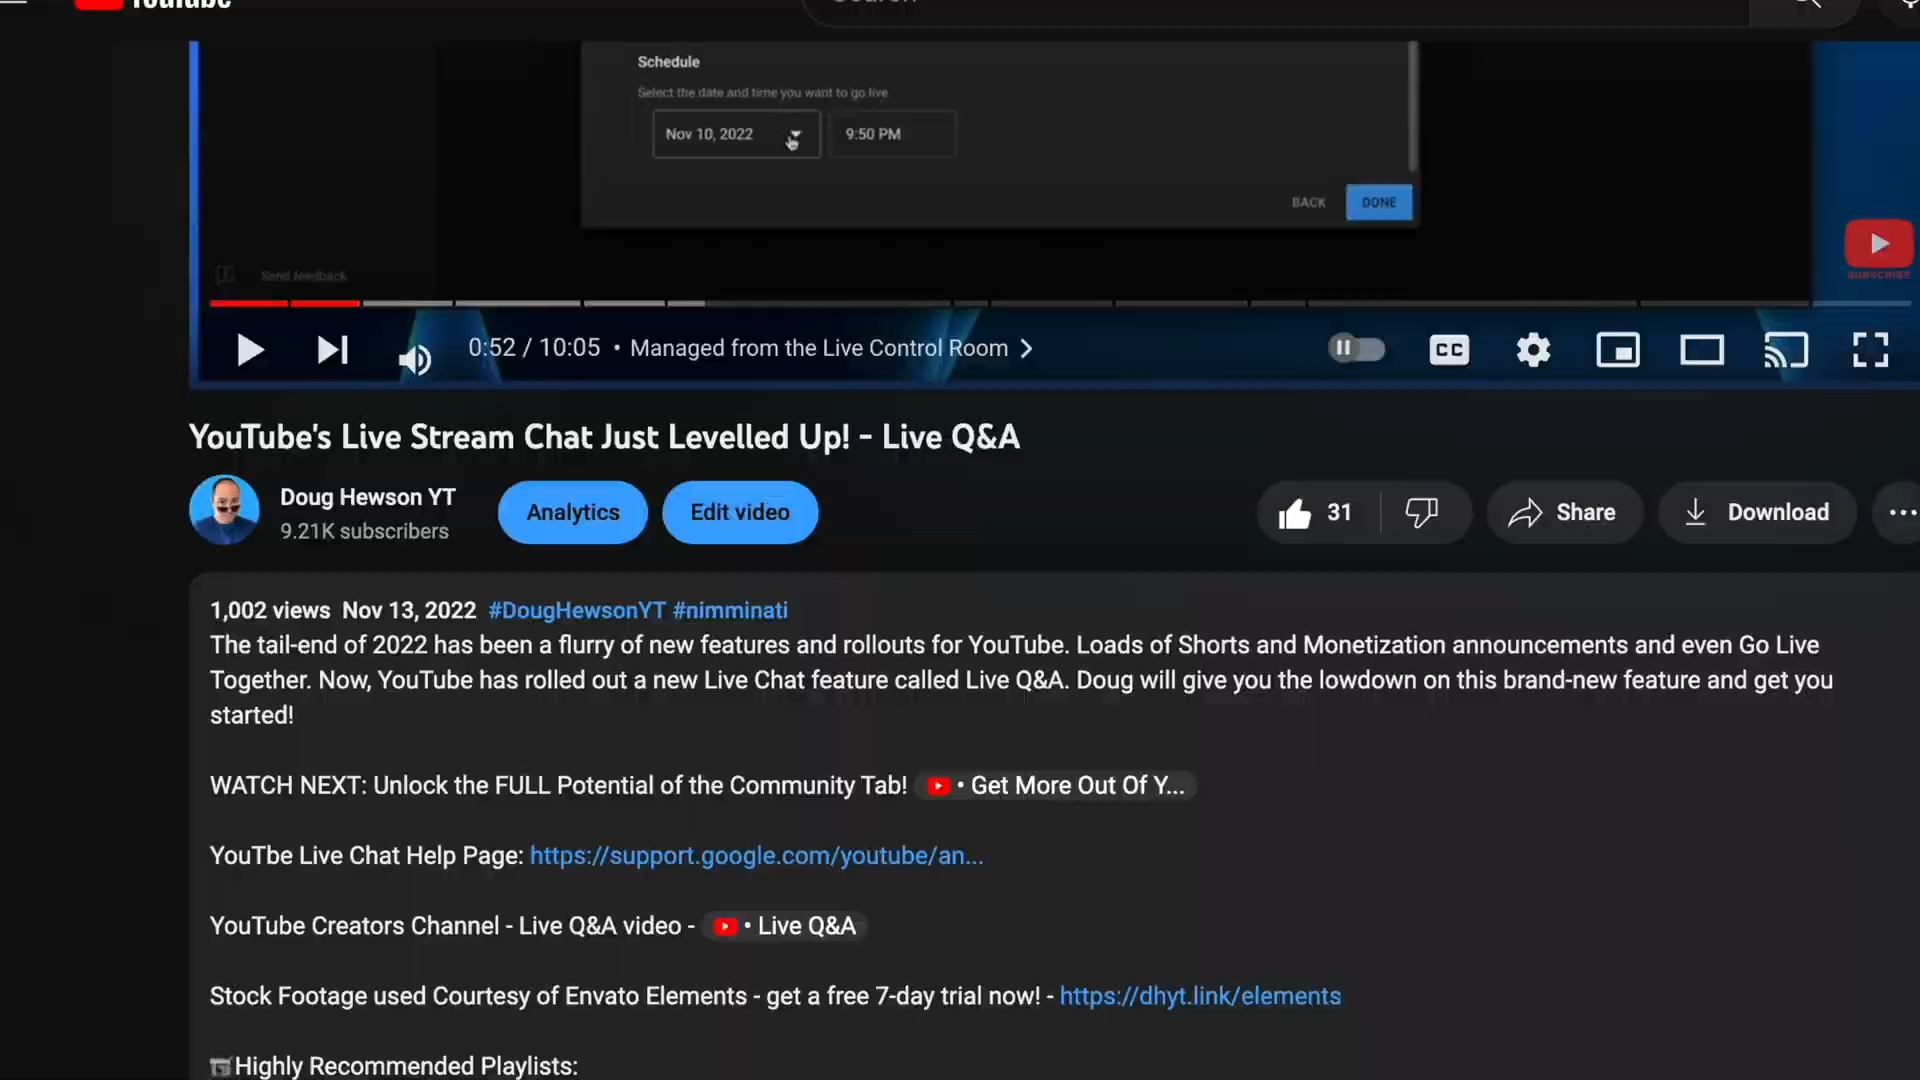 YouTube
Search
Schedule
Select the date and time you want to go live
Nov 10, 2022
9:50 PM
BACK
DONE
SUBSCRIBE
Send feedback
0:52 / 10:05 • Managed from the Live Control Room
CC
YouTube's Live Stream Chat Just Levelled Up! - Live Q&A
Doug Hewson YT
9.21K subscribers
Analytics
Edit video
31
Share
Download
1,002 views Nov 13, 2022 #DougHewsonYT #nimminati
The tail-end of 2022 has been a flurry of new features and rollouts for YouTube. Loads of Shorts and Monetization announcements and even Go Live
Together. Now, YouTube has rolled out a new Live Chat feature called Live Q&A. Doug will give you the lowdown on this brand-new feature and get you
started!
WATCH NEXT: Unlock the FULL Potential of the Community Tab! • Get More Out Of Y...
YouTbe Live Chat Help Page: https://support.google.com/youtube/an...
YouTube Creators Channel - Live Q&A video - • Live Q&A
Stock Footage used Courtesy of Envato Elements - get a free 7-day trial now! - https://dhyt.link/elements
Highly Recommended Playlists: